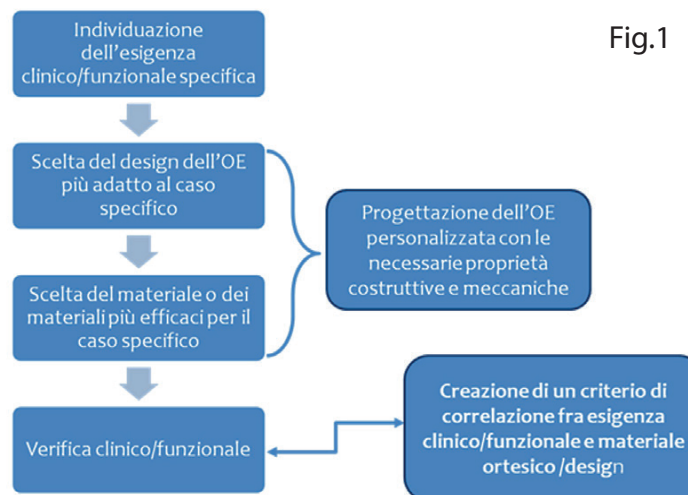 Fig.1
Individuazione
dell'esigenza
clinico/funzionale specifica
Scelta del design dell'OE
più adatto al caso
specifico
Scelta del materiale o dei
materiali più efficaci per il
caso specifico
Progettazione dell'OE
personalizzata con le
necessarie proprietà
costruttive e meccaniche
Verifica clinico/funzionale
Creazione di un criterio di
correlazione fra esigenza
clinico/funzionale e materiale
ortesico /design